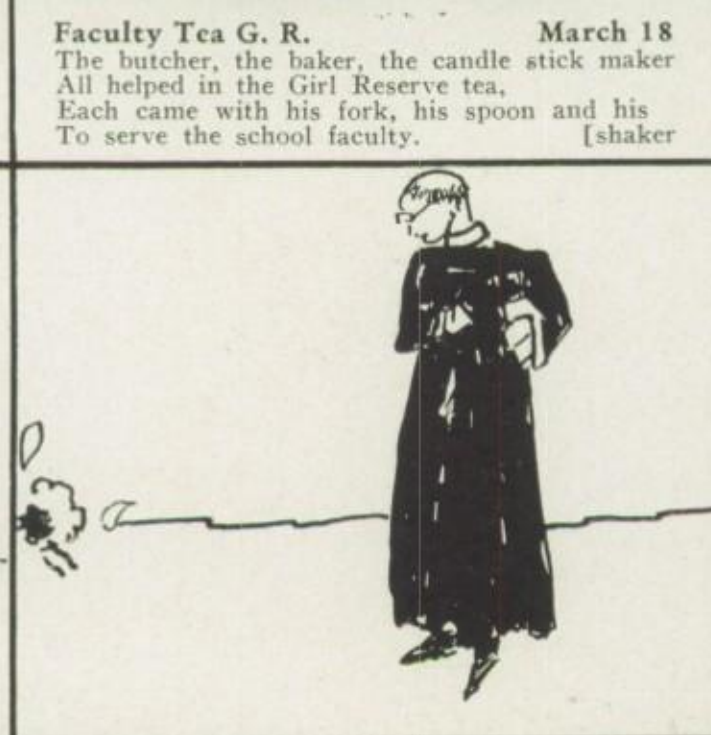 Faculty Tea G. R. March 18
The butcher, the baker, the candle stick maker
All helped in the Girl Reserve tea,
Each came with his fork, his spoon and his
To serve the school faculty. [shaker